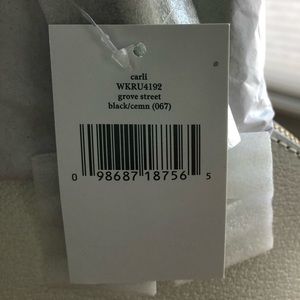 carli
WKRU4192
grove street
black/cemn (067)
0 98687 18756 5